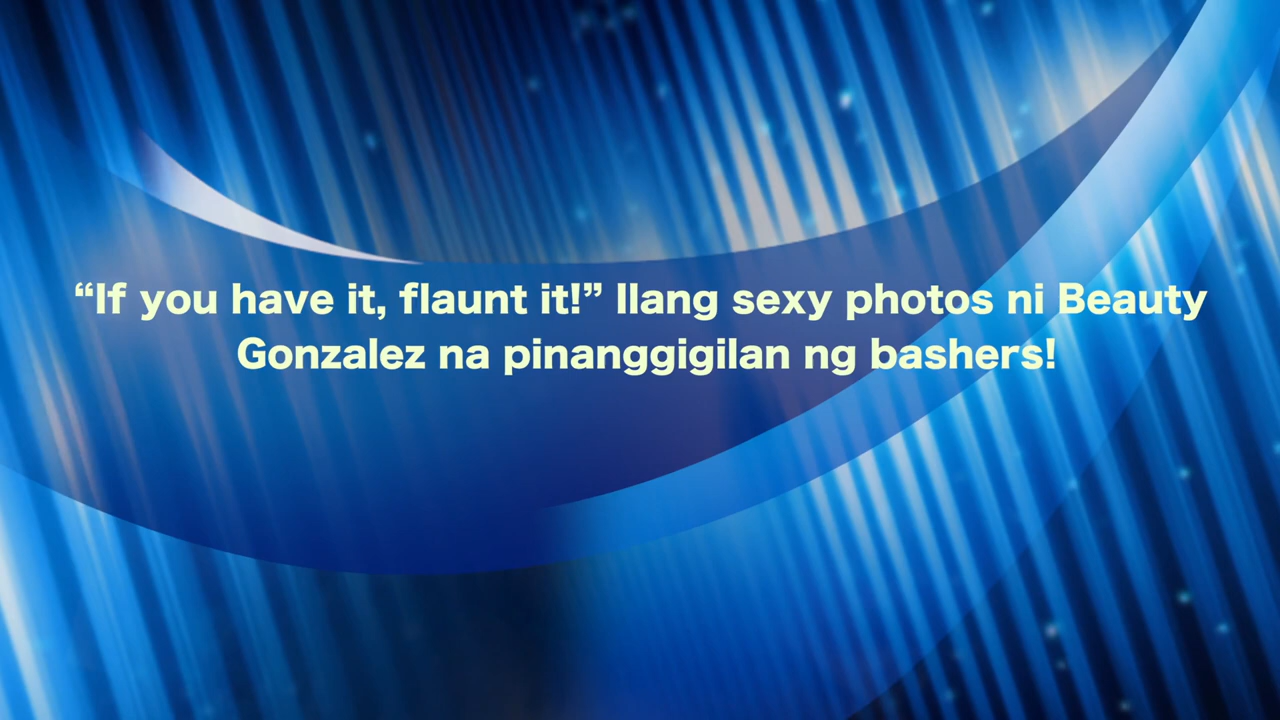 “If you have it, flaunt it!” Ilang sexy photos ni Beauty
Gonzalez na pinanggigilan ng bashers!